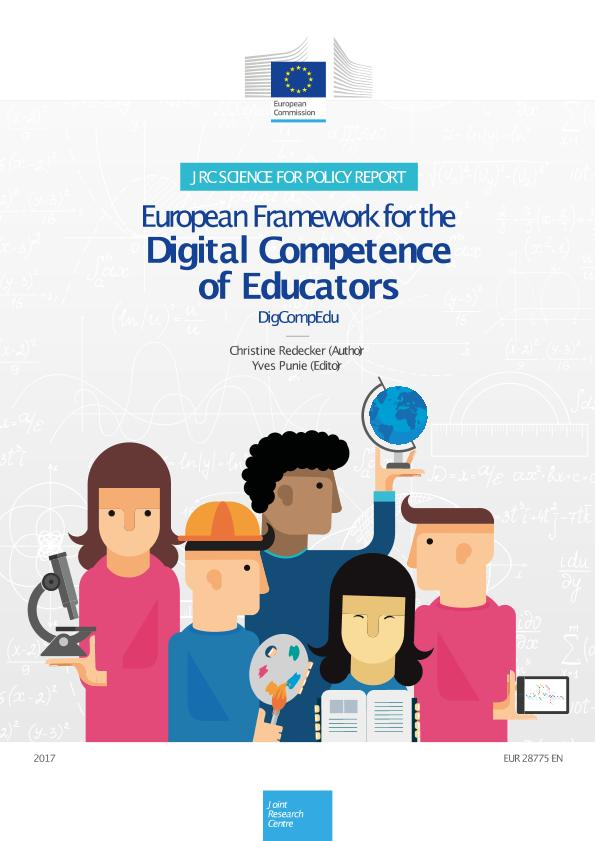 European
Commission
JRC SCIENCE FOR POLICY REPORT
European Framework for the
Digital Competence
of Educators
DigCompEdu
Christine Redecker (Author)
Yves Punie (Editor)
2017
EUR 28775 EN
Joint
Research
Centre